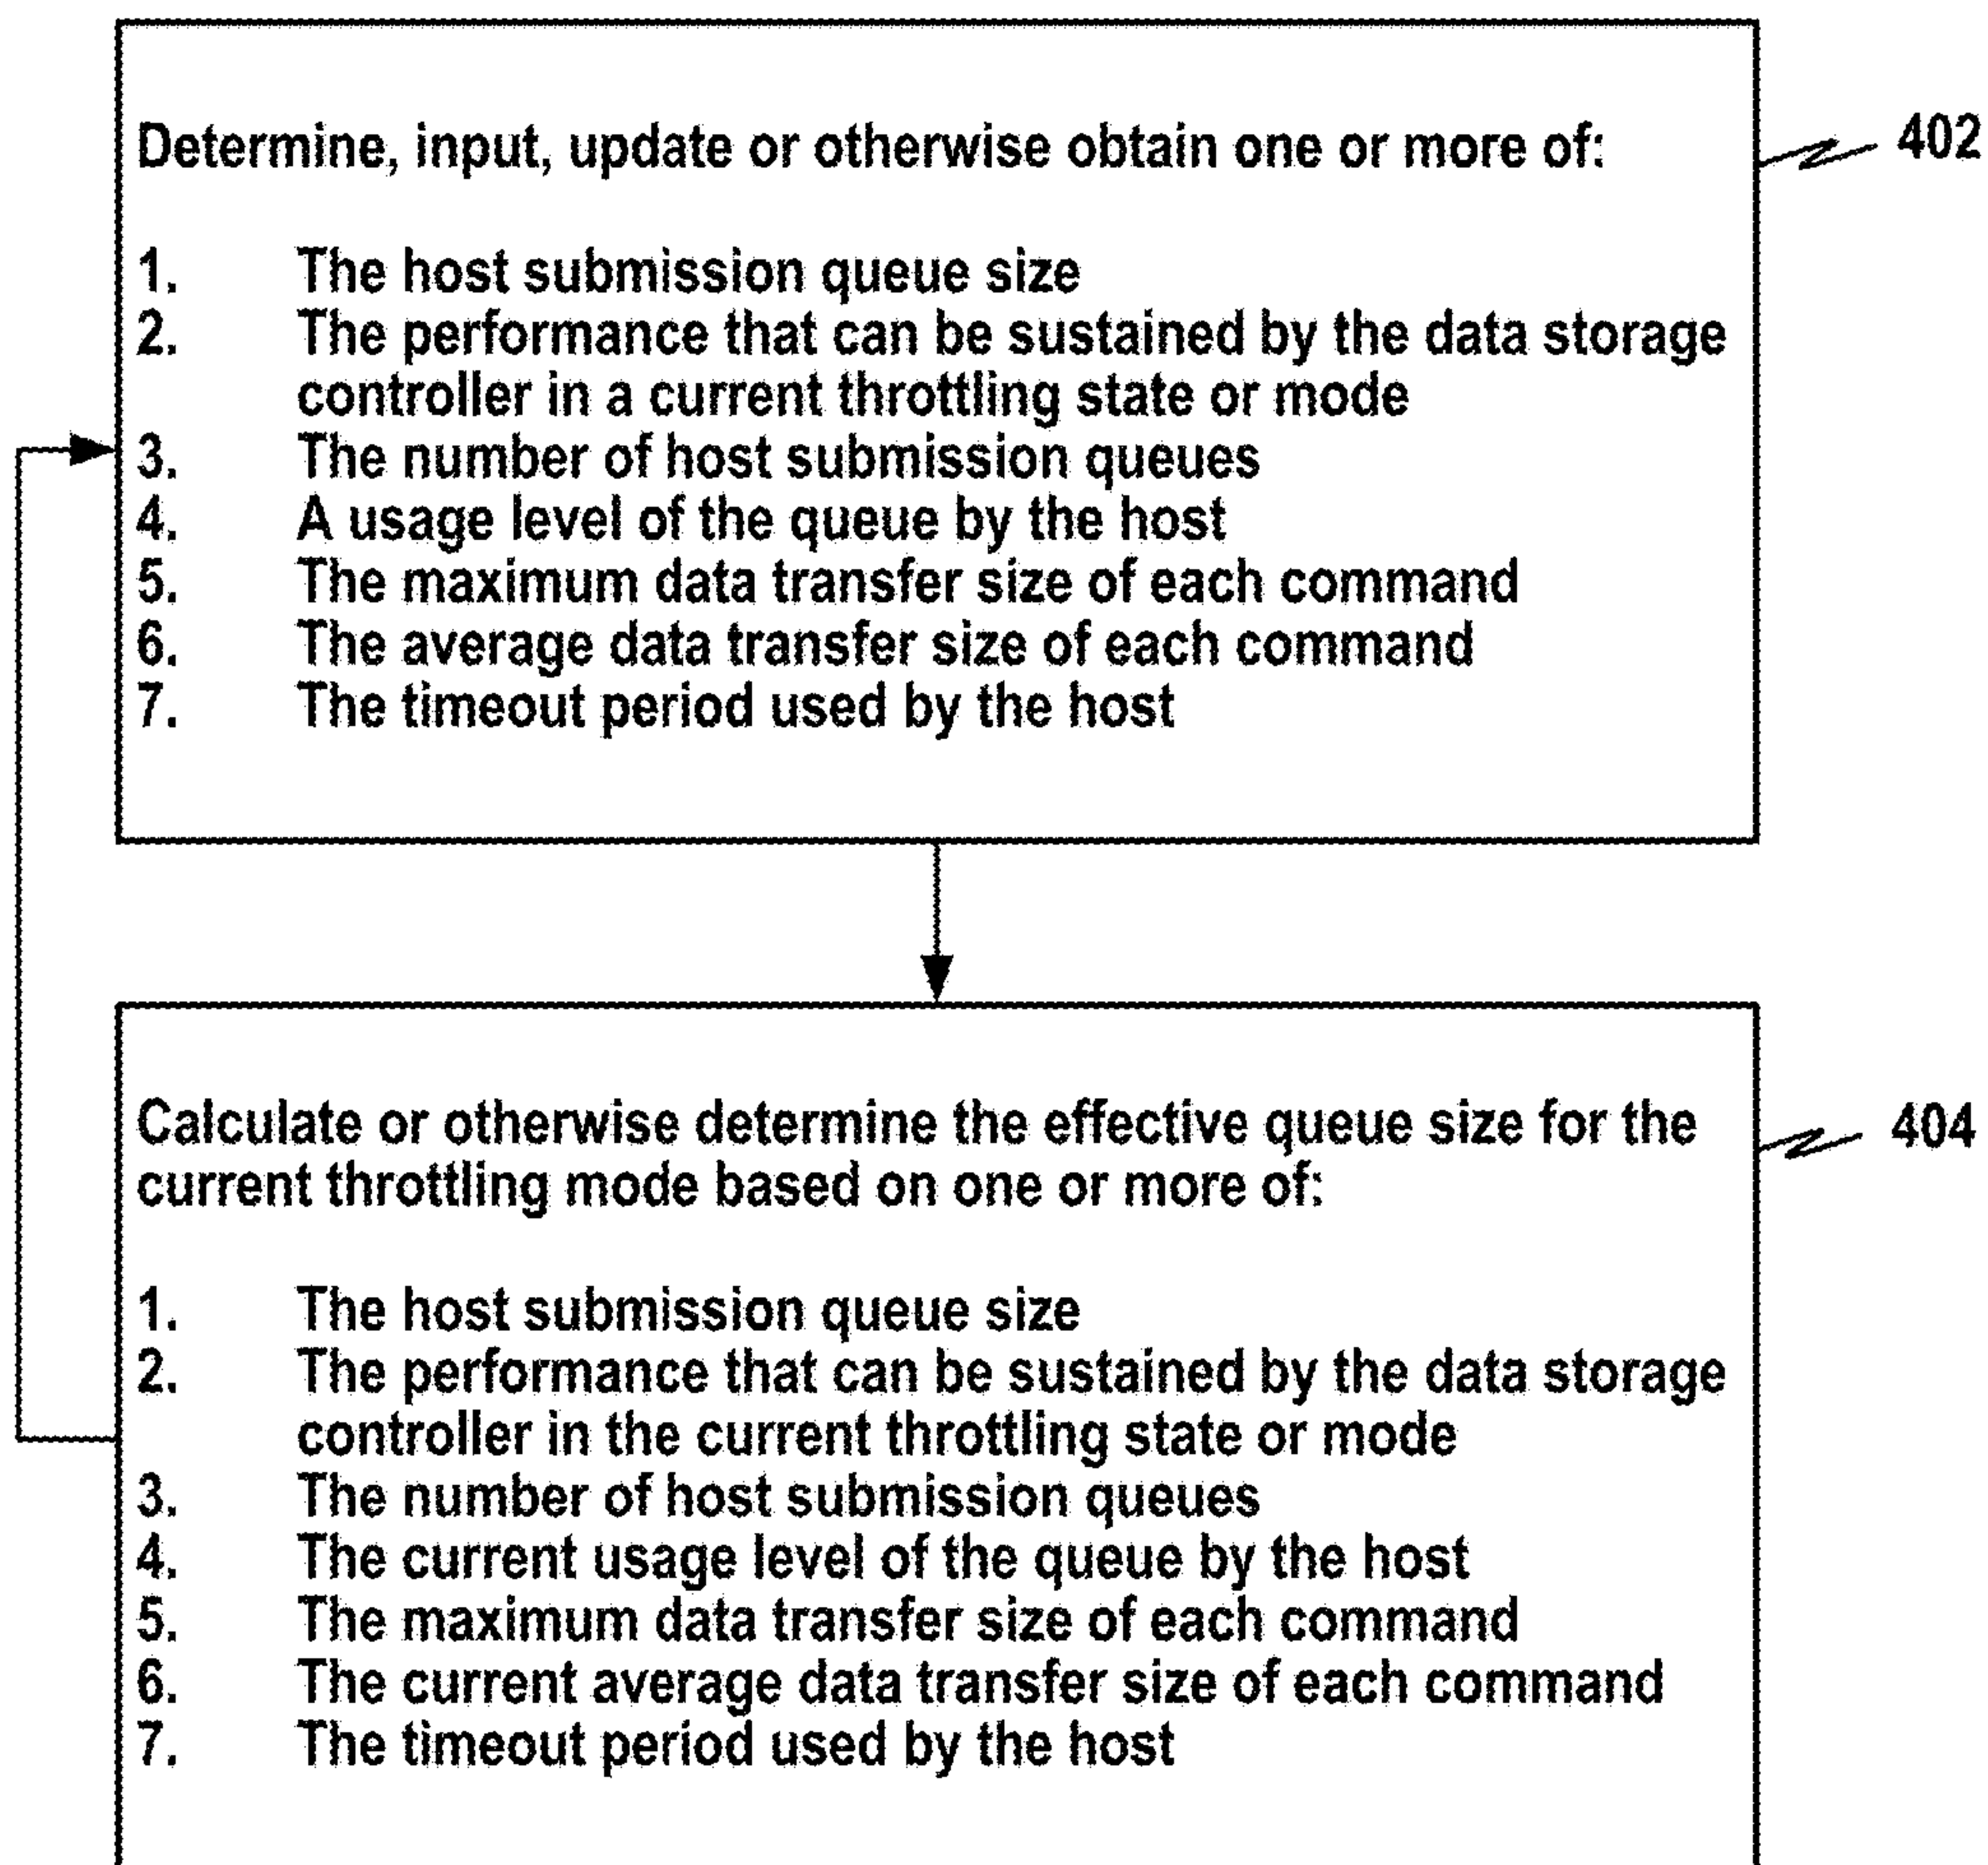 Determine, input, update or otherwise obtain one or more of:
402
1. The host submission queue size
2. The performance that can be sustained by the data storage
controller in a current throttling state or mode
3. The number of host submission queues
4. A usage level of the queue by the host
5. The maximum data transfer size of each command
6. The average data transfer size of each command
7. The timeout period used by the host
Calculate or otherwise determine the effective queue size for the
404
current throttling mode based on one or more of:
1. The host submission queue size
2. The performance that can be sustained by the data storage
controller in the current throttling state or mode
3. The number of host submission queues
4. The current usage level of the queue by the host
5. The maximum data transfer size of each command
6. The current average data transfer size of each command
7. The timeout period used by the host